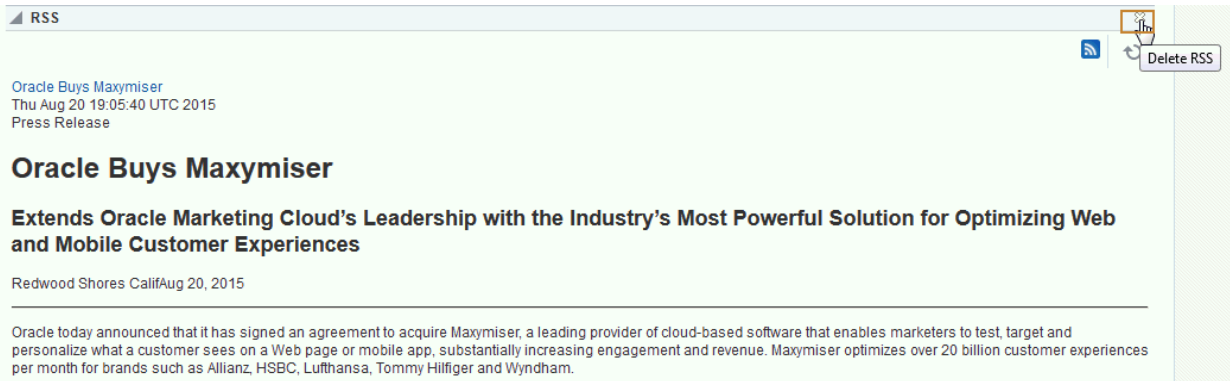 RSS
Delete RSS
Oracle Buys Maxymiser
Thu Aug 20 19:05:40 UTC 2015
Press Release
Oracle Buys Maxymiser
Extends Oracle Marketing Cloud’s Leadership with the Industry’s Most Powerful Solution for Optimizing Web
and Mobile Customer Experiences
Redwood Shores CalifAug 20, 2015
Oracle today announced that it has signed an agreement to acquire Maxymiser, a leading provider of cloud-based software that enables marketers to test, target and
personalize what a customer sees on a Web page or mobile app, substantially increasing engagement and revenue. Maxymiser optimizes over 20 billion customer experiences
per month for brands such as Allianz, HSBC, Lufthansa, Tommy Hilfiger and Wyndham.